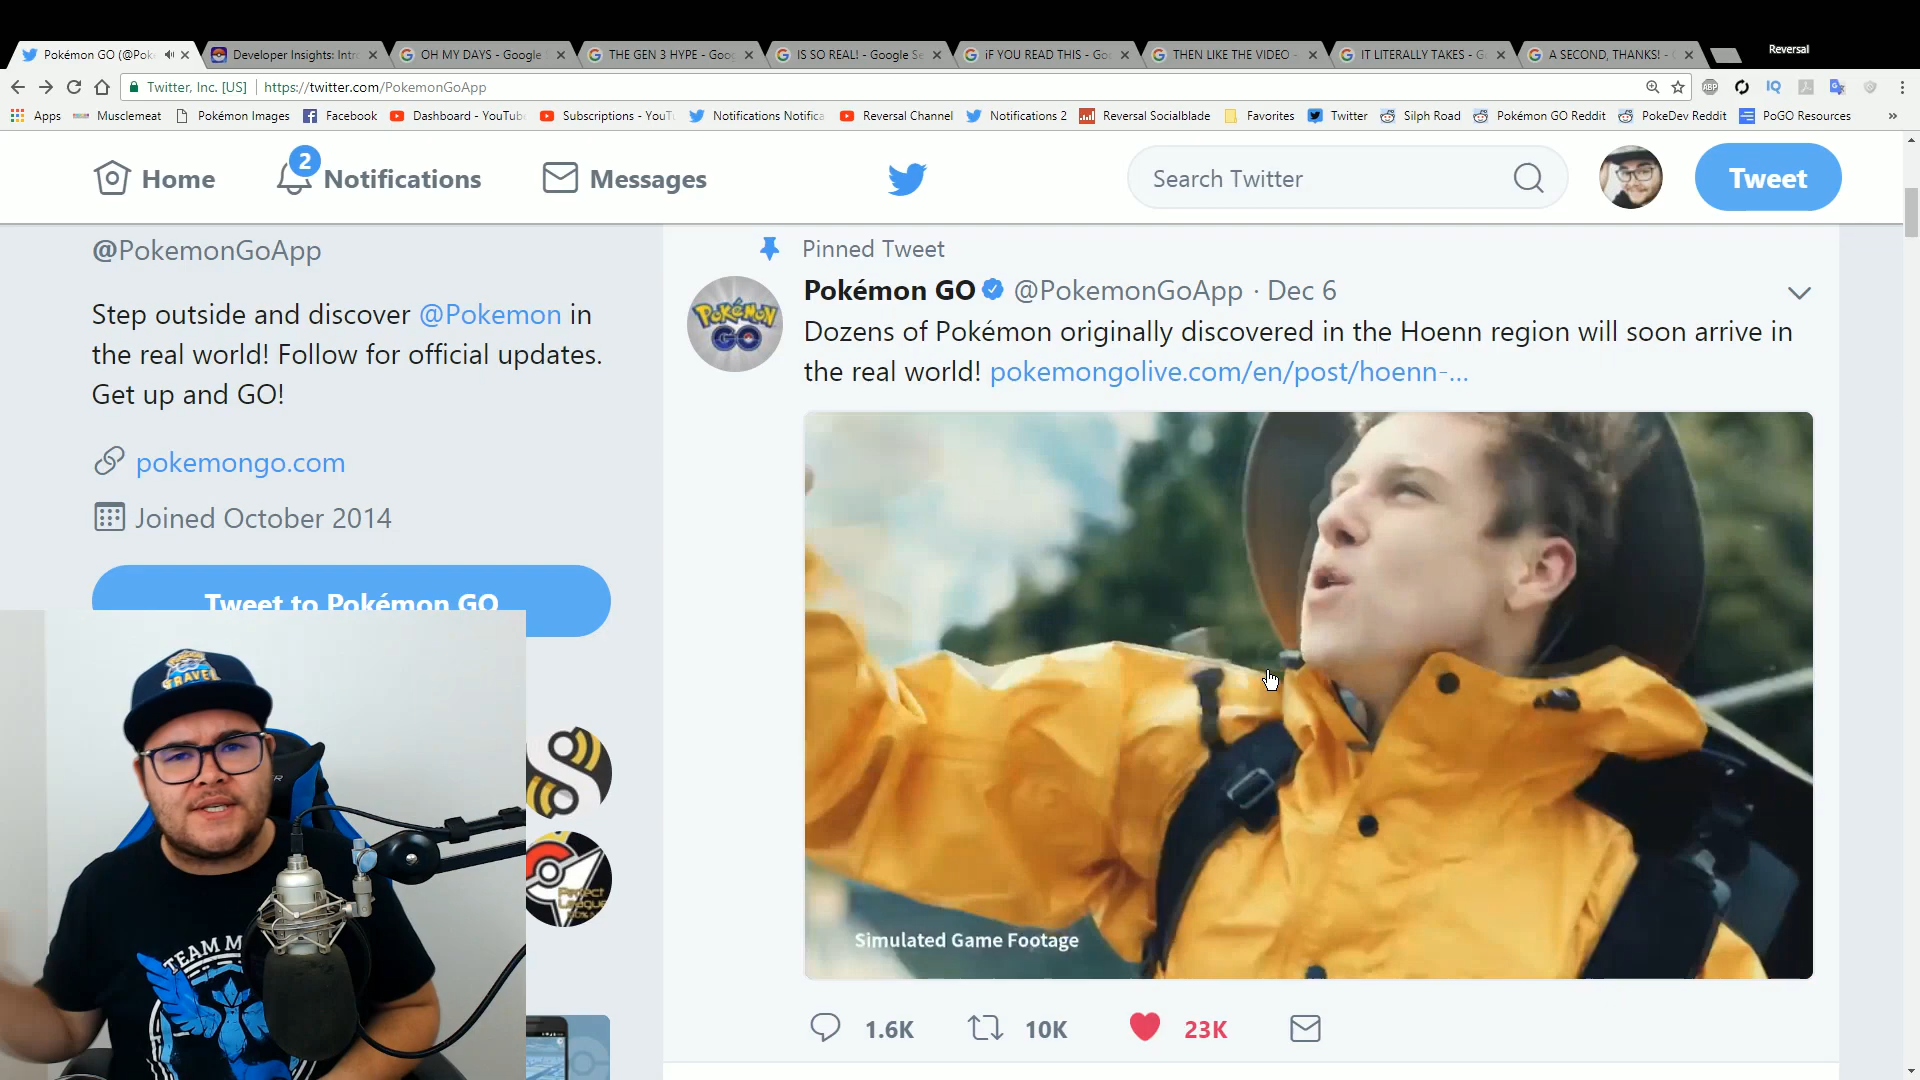 Pokémon GO (@Pok
Developer Insights: Intr
OH MY DAYS - Google
THE GEN 3 HYPE - Goo
IS SO REAL! - Google Se
iF YOU READ THIS - Go
THEN LIKE THE VIDEO -
IT LITERALLY TAKES - G
A SECOND, THANKS! -
Reversal
Twitter, Inc. [US]
https://twitter.com/PokemonGoApp
ABP
IQ
Apps
Musclemeat
Pokémon Images
Facebook
Dashboard - YouTub
Subscriptions - YouT
Notifications Notifica
Reversal Channel
Notifications 2
Reversal Socialblade
Favorites
Twitter
Silph Road
Pokémon GO Reddit
PokeDev Reddit
PoGO Resources
»
Home
2
Notifications
Messages
Search Twitter
Tweet
@PokemonGoApp
Step outside and discover @Pokemon in
the real world! Follow for official updates.
Get up and GO!
pokemongo.com
Joined October 2014
Tweet to Pokémon GO
Pinned Tweet
POKéMON
GO
Pokémon GO @PokemonGoApp · Dec 6
Dozens of Pokémon originally discovered in the Hoenn region will soon arrive in
the real world! pokemongolive.com/en/post/hoenn-...
Simulated Game Footage
1.6K
10K
23K
TRAVEL
TEAM M
Perfect
League